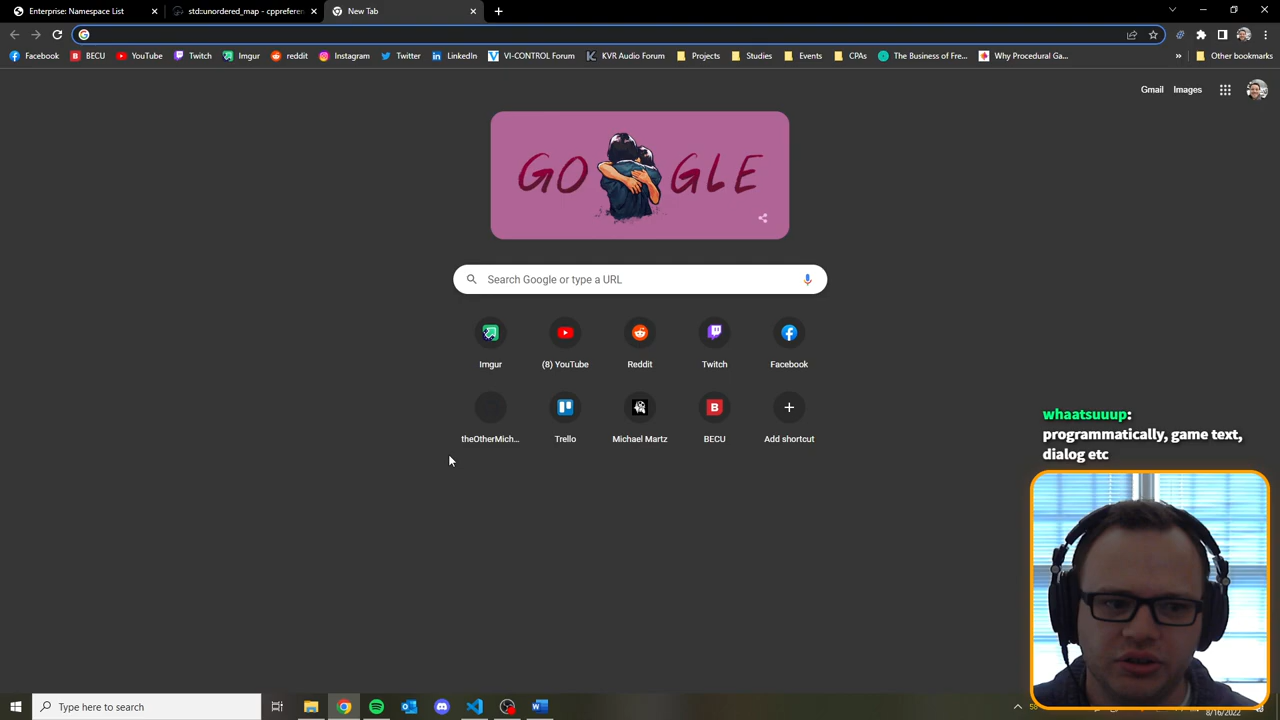 Enterprise: Namespace List
std::unordered_map - cppreferen
New Tab
Facebook
BECU
YouTube
Twitch
Imgur
reddit
Instagram
Twitter
LinkedIn
VI-CONTROL Forum
KVR Audio Forum
Projects
Studies
Events
CPAs
The Business of Fre...
Why Procedural Ga...
»
Other bookmarks
Gmail
Images
GOOGLE
Search Google or type a URL
Imgur
(8) YouTube
Reddit
Twitch
Facebook
theOtherMich...
Trello
Michael Martz
BECU
Add shortcut
whaatsuuup:
programmatically, game text,
dialog etc
Type here to search
8/16/2022